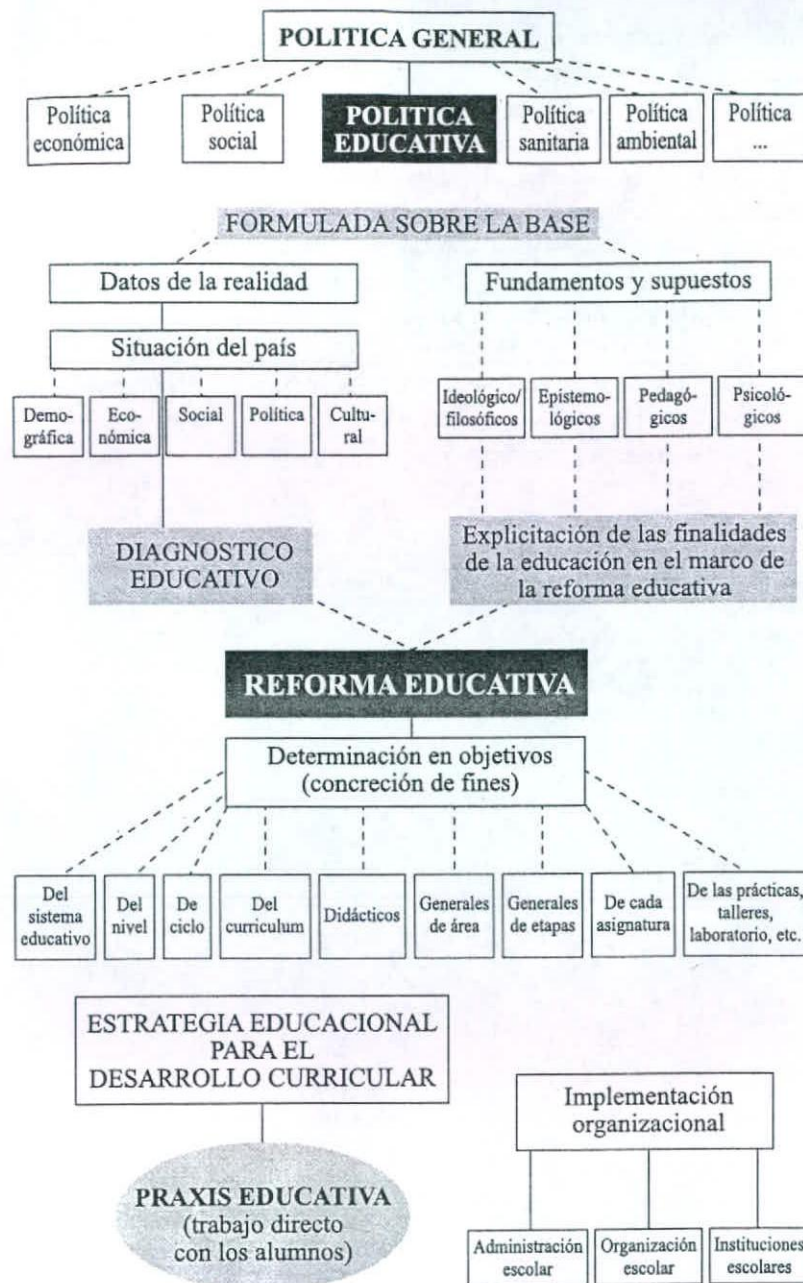 POLITICA GENERAL
Política
económica
Política
social
POLITICA
EDUCATIVA
Política
sanitaria
Política
ambiental
Política
...
FORMULADA SOBRE LA BASE
Datos de la realidad
Fundamentos y supuestos
Situación del país
Demo-
gráfica
Eco-
nómica
Social
Política
Cultu-
ral
Ideológico/
filosóficos
Epistemo-
lógicos
Pedagó-
gicos
Psicoló-
gicos
DIAGNOSTICO
EDUCATIVO
Explicitación de las finalidades
de la educación en el marco de
la reforma educativa
REFORMA EDUCATIVA
Determinación en objetivos
(concreción de fines)
Del
sistema
educativo
Del
nivel
De
ciclo
Del
curriculum
Didácticos
Generales
de área
Generales
de etapas
De cada
asignatura
De las prácticas,
talleres,
laboratorio, etc.
ESTRATEGIA EDUCACIONAL
PARA EL
DESARROLLO CURRICULAR
PRAXIS EDUCATIVA
(trabajo directo
con los alumnos)
Implementación
organizacional
Administración
escolar
Organización
escolar
Instituciones
escolares